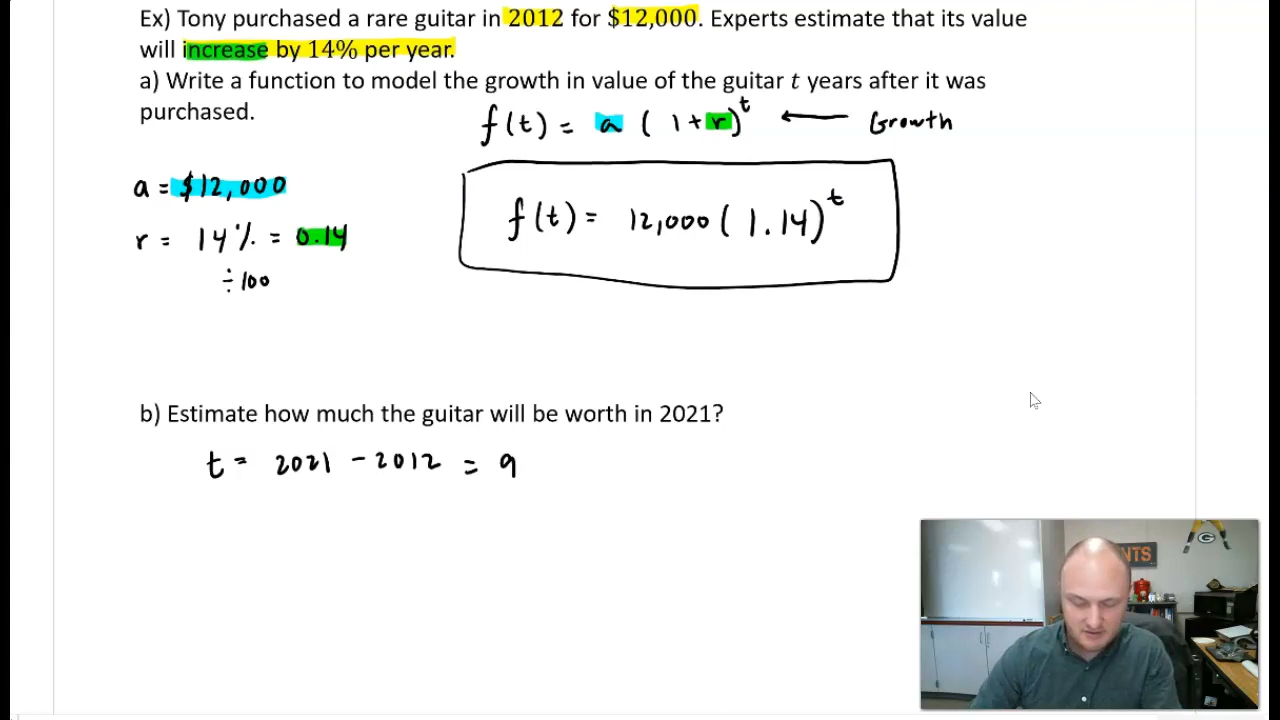 Ex) Tony purchased a rare guitar in 2012 for $12,000. Experts estimate that its value
will increase by 14% per year.
a) Write a function to model the growth in value of the guitar t years after it was
purchased.
f(t) = a (1+r)^t ← Growth
a = $12,000
r = 14% = 0.14
÷100
f(t) = 12,000(1.14)^t
b) Estimate how much the guitar will be worth in 2021?
t = 2021 - 2012 = 9
NTS
G